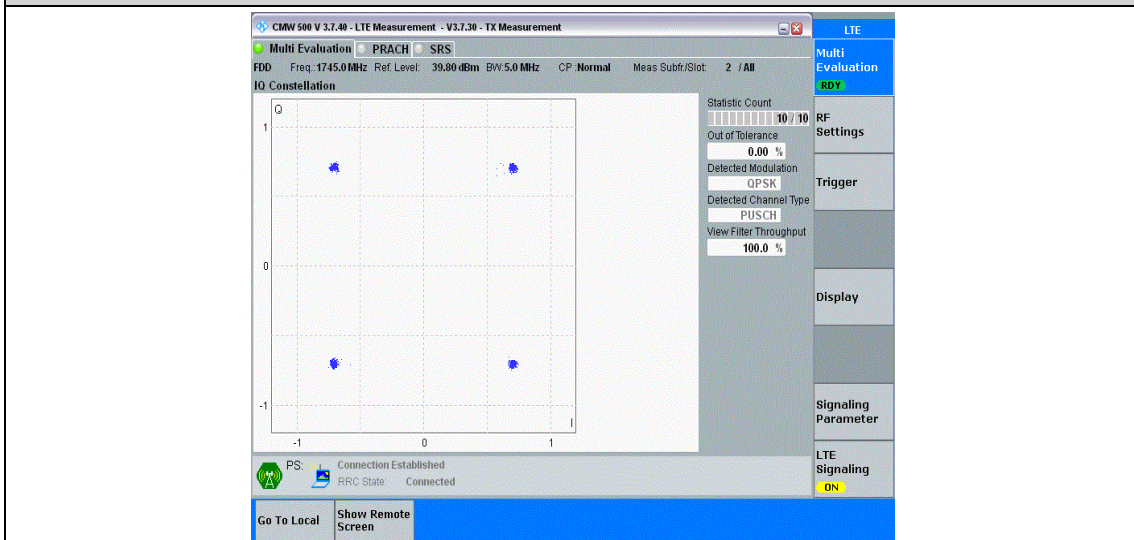 CMW 500 V 3.7.40 - LTE Measurement - V3.7.30 - TX Measurement
LTE
Multi Evaluation PRACH SRS
FDD Freq.:1745.0 MHz Ref. Level: 39.80 dBm BW:5.0 MHz CP :Normal Meas Subfr./Slot: 2 / All
IQ Constellation
Q
1
0
-1
-1 0 1
I
Statistic Count
10 / 10
Out of Tolerance
0.00 %
Detected Modulation
QPSK
Detected Channel Type
PUSCH
View Filter Throughput
100.0 %
Multi
Evaluation
RDY
RF
Settings
Trigger
Display
Signaling
Parameter
LTE
Signaling
ON
PS: Connection Established
RRC State: Connected
Go To Local
Show Remote
Screen